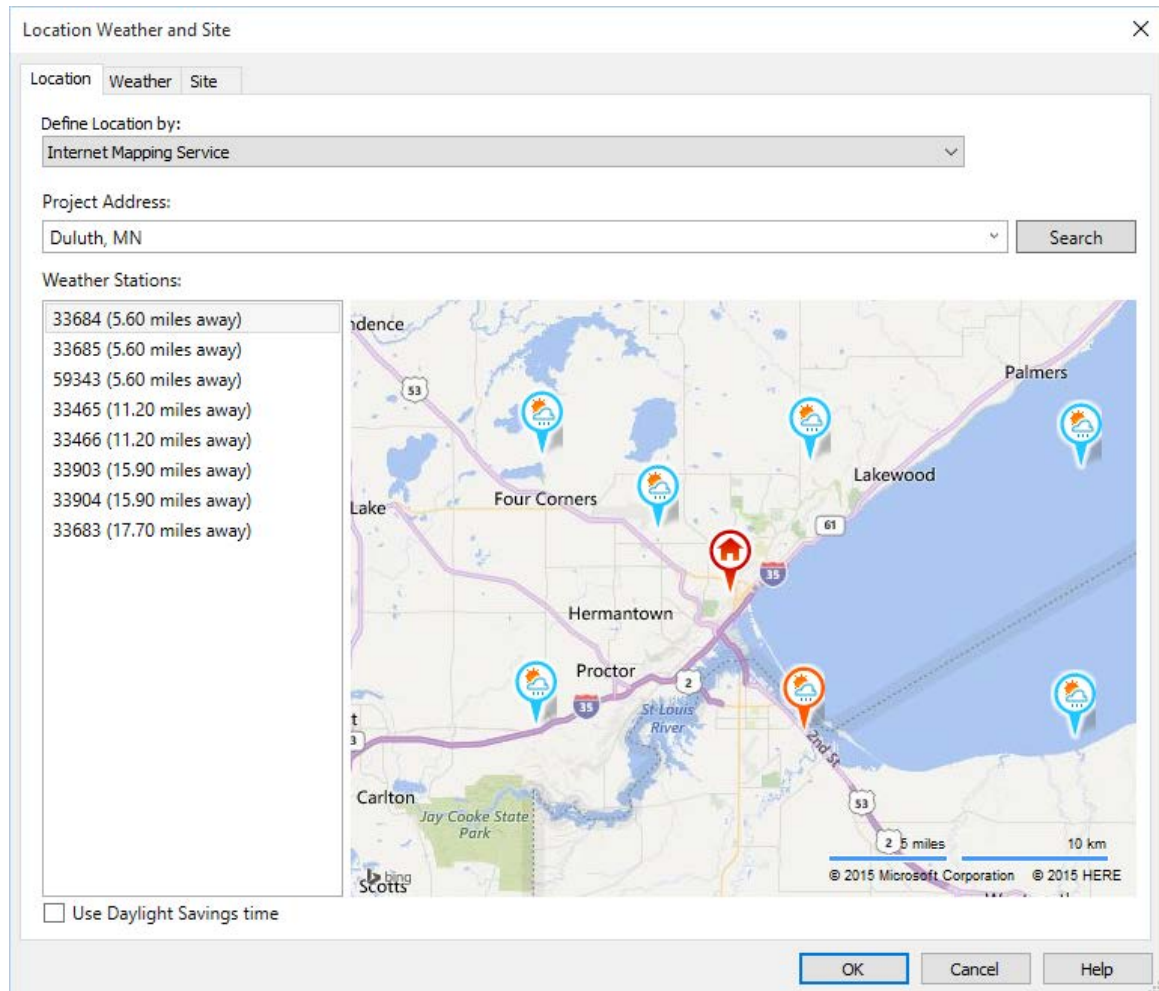 Location Weather and Site
Location Weather Site
Define Location by:
Internet Mapping Service
Project Address:
Duluth, MN
Search
Weather Stations:
33684 (5.60 miles away)
33685 (5.60 miles away)
59343 (5.60 miles away)
33465 (11.20 miles away)
33466 (11.20 miles away)
33903 (15.90 miles away)
33904 (15.90 miles away)
33683 (17.70 miles away)
ndence
53
Palmers
Lakewood
Four Corners
Lake
61
35
Hermantown
Proctor
2
35
St Louis
River
t
3
2nd St
Carlton
Jay Cooke State
Park
53
2
5 miles
10 km
bing
Scotts
© 2015 Microsoft Corporation © 2015 HERE
Use Daylight Savings time
OK Cancel Help